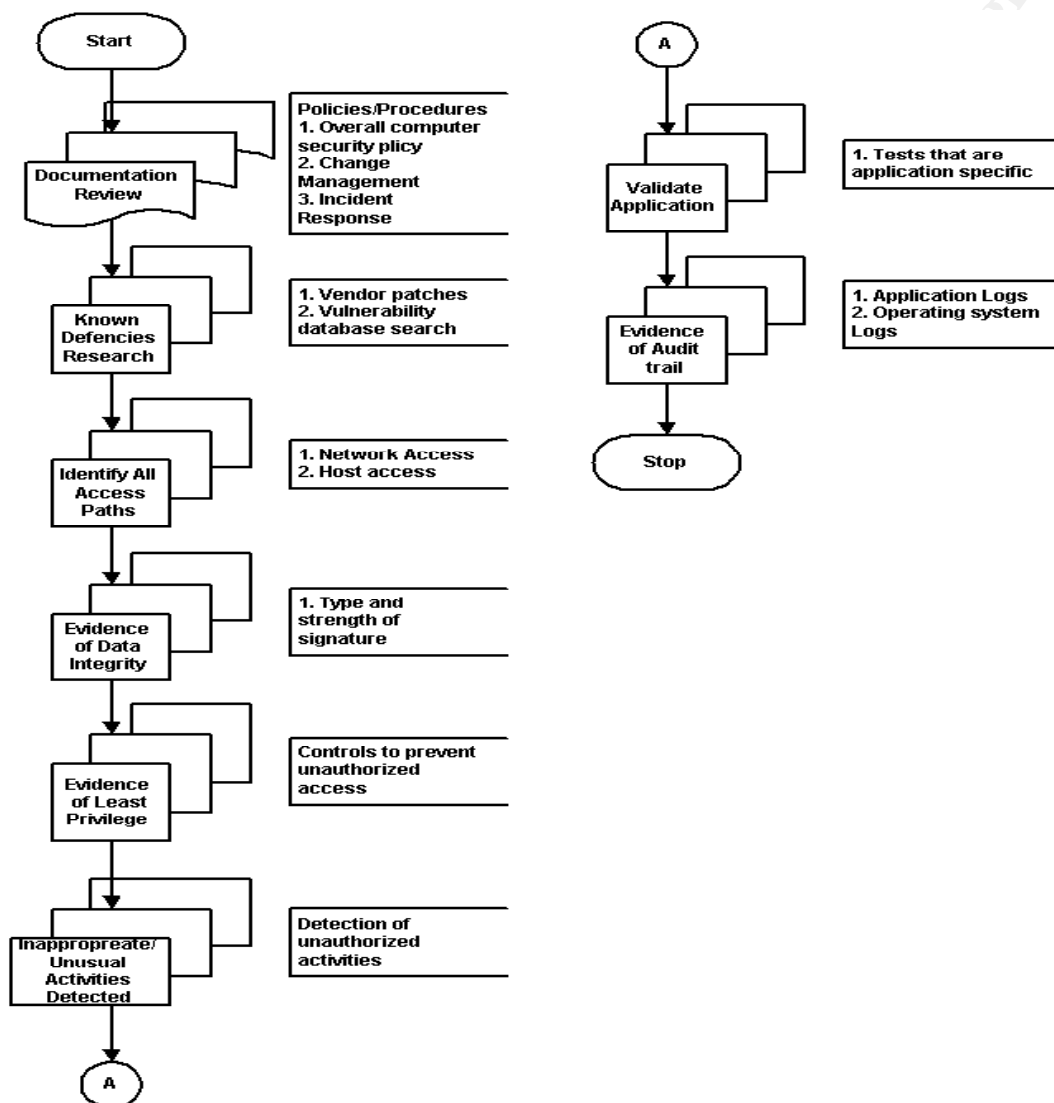 Start
Documentation
Review
Policies/Procedures
1. Overall computer
security plicy
2. Change
Management
3. Incident
Response
Known
Defencies
Research
1. Vendor patches
2. Vulnerability
database search
Identify All
Access
Paths
1. Network Access
2. Host access
Evidence
of Data
Integrity
1. Type and
strength of
signature
Evidence
of Least
Privilege
Controls to prevent
unauthorized
access
Inappropreate/
Unusual
Activities
Detected
Detection of
unauthorized
activities
A
A
Validate
Application
1. Tests that are
application specific
Evidence
of Audit
trail
1. Application Logs
2. Operating system
Logs
Stop